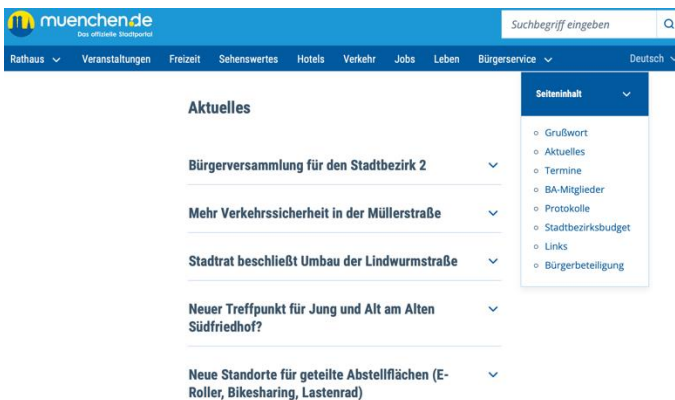 muenchen.de
Das offizielle Stadtportal
Suchbegriff eingeben
Rathaus Veranstaltungen Freizeit Sehenswertes Hotels Verkehr Jobs Leben Bürgerservice Deutsch
Aktuelles
Bürgerversammlung für den Stadtbezirk 2
Mehr Verkehrssicherheit in der Müllerstraße
Stadtrat beschließt Umbau der Lindwurmstraße
Neuer Treffpunkt für Jung und Alt am Alten
Südfriedhof?
Neue Standorte für geteilte Abstellflächen (E-
Roller, Bikesharing, Lastenrad)
Seiteninhalt
Grußwort
Aktuelles
Termine
BA-Mitglieder
Protokolle
Stadtbezirksbudget
Links
Bürgerbeteiligung